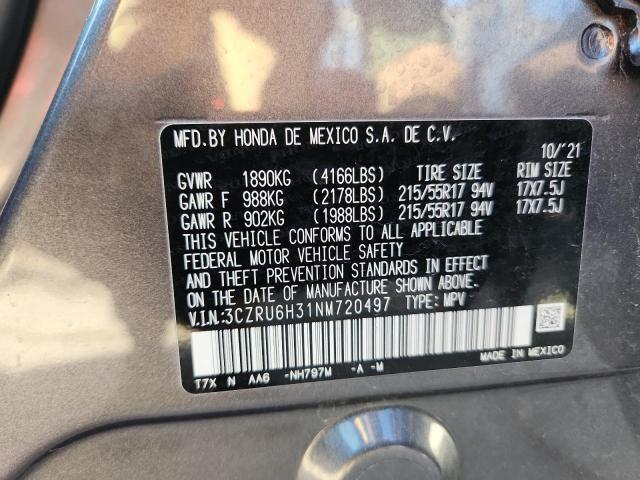 MFD.BY HONDA DE MEXICO S.A. DE C.V.
10/'21
GVWR 1890KG (4166LBS) TIRE SIZE RIM SIZE
GAWR F 988KG (2178LBS) 215/55R17 94V 17X7.5J
GAWR R 902KG (1988LBS) 215/55R17 94V 17X7.5J
THIS VEHICLE CONFORMS TO ALL APPLICABLE
FEDERAL MOTOR VEHICLE SAFETY
AND THEFT PREVENTION STANDARDS IN EFFECT
ON THE DATE OF MANUFACTURE SHOWN ABOVE.
V.I.N:3CZRU6H31NM720497 TYPE: MPV
T7X N AA6 -NH797M -A -M
MADE IN MEXICO